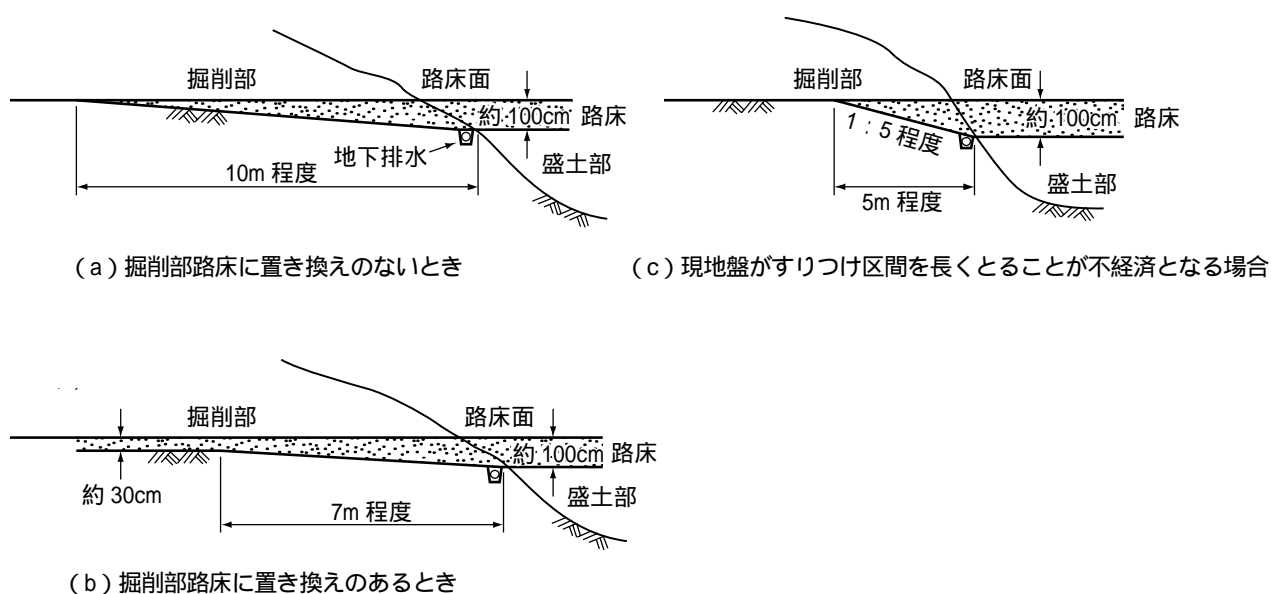 掘削部
路床面
約 100cm
路床
地下排水
盛土部
10m 程度
(a)掘削部路床に置き換えのないとき
掘削部
路床面
約 100cm
路床
1:5 程度
盛土部
5m 程度
(c)現地盤がすりつけ区間を長くとることが不経済となる場合
掘削部
路床面
約 100cm
路床
約 30cm
盛土部
7m 程度
(b)掘削部路床に置き換えのあるとき